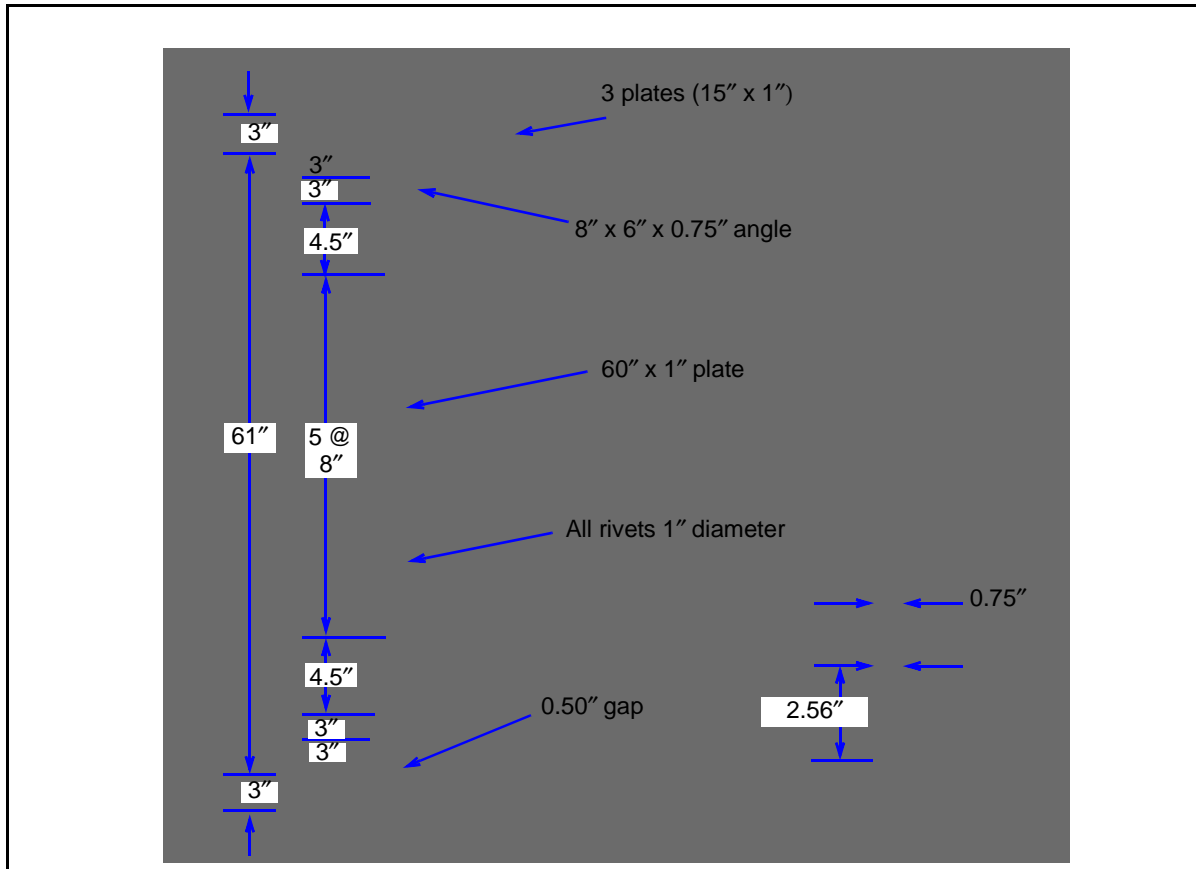 3 plates (15″ x 1″)
3″
3″
3″
8″ x 6″ x 0.75″ angle
4.5″
60″ x 1″ plate
61″
5 @
8″
All rivets 1″ diameter
0.75″
4.5″
0.50″ gap
2.56″
3″
3″
3″